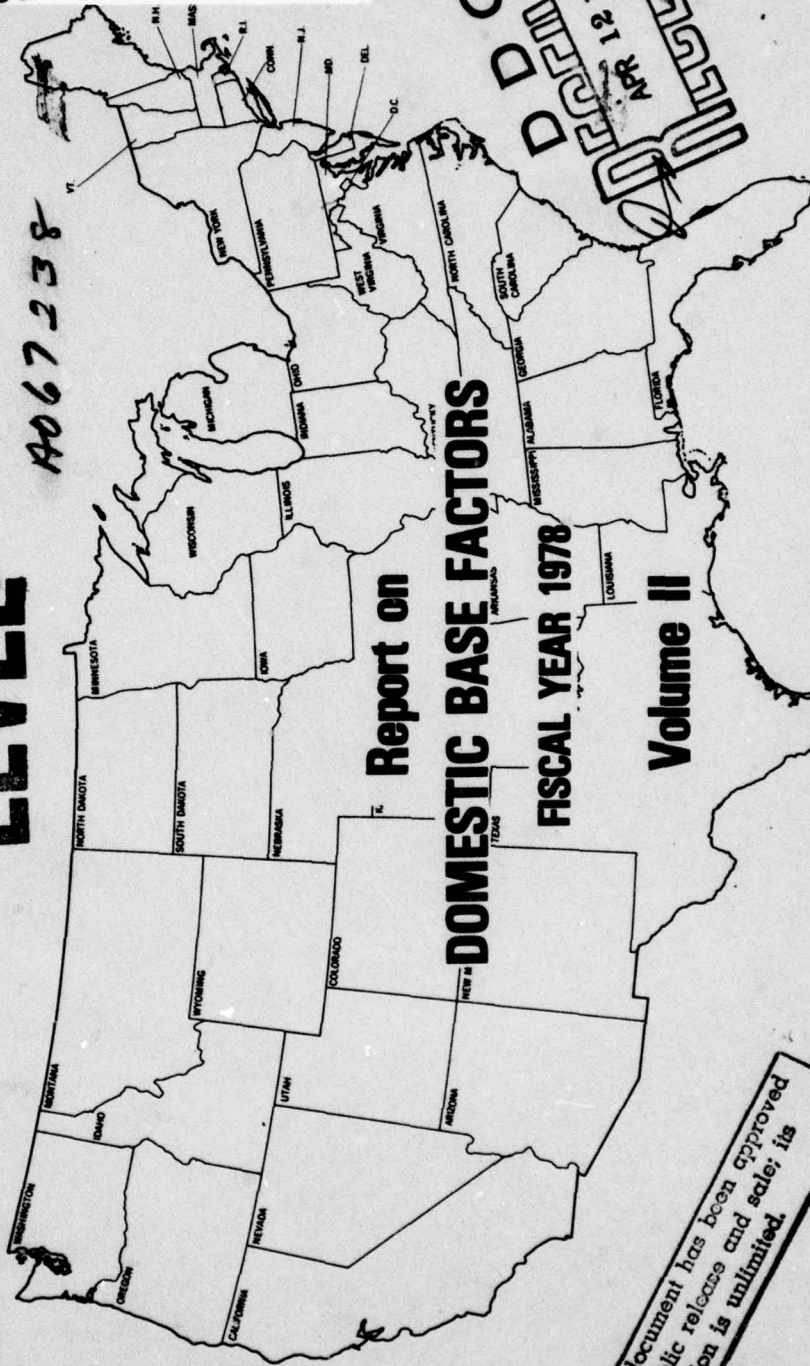 LEVEL
A067238
Report on
DOMESTIC BASE FACTORS
FISCAL YEAR 1978
Volume II
WASHINGTON
OREGON
CALIFORNIA
NEVADA
IDAHO
MONTANA
WYOMING
UTAH
ARIZONA
COLORADO
NEW M
NORTH DAKOTA
SOUTH DAKOTA
NEBRASKA
K
TEXAS
MINNESOTA
IOWA
ARKANSAS
LOUISIANA
WISCONSIN
ILLINOIS
MICHIGAN
INDIANA
OHIO
MISSISSIPPI
ALABAMA
GEORGIA
FLORIDA
SOUTH CAROLINA
NORTH CAROLINA
WEST VIRGINIA
VIRGINIA
PENNSYLVANIA
NEW YORK
VT.
N.H.
MASS
R.I.
CONN
N.J.
MD.
DEL.
D.C.
D D C
APR 12
ocument has been approved
lic release and sale; its
on is unlimited.